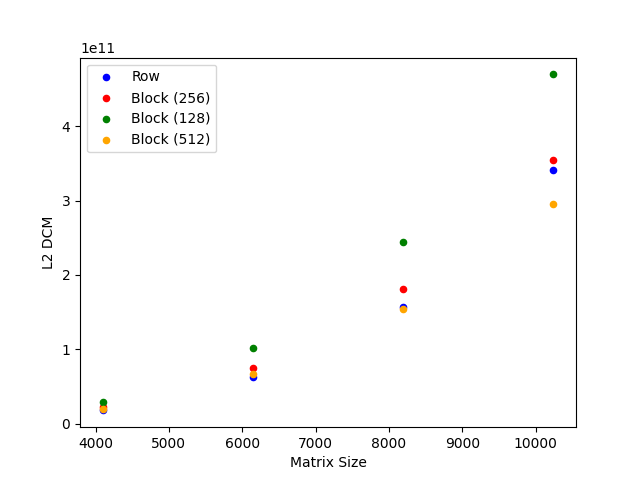 1e11
Row
Block (256)
Block (128)
Block (512)
4
3
2
1
0
L2 DCM
4000 5000 6000 7000 8000 9000 10000
Matrix Size